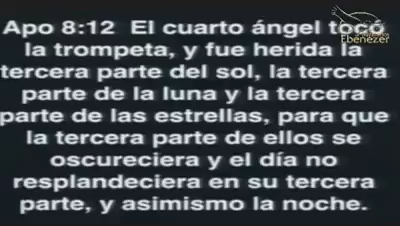 Apo 8:12 El cuarto ángel tocó
la trompeta, y fue herida la
tercera parte del sol, la tercera
parte de la luna y la tercera
parte de las estrellas, para que
la tercera parte de ellos se
oscureciera y el día no
resplandeciera en su tercera
parte, y asimismo la noche.
Ebenezer